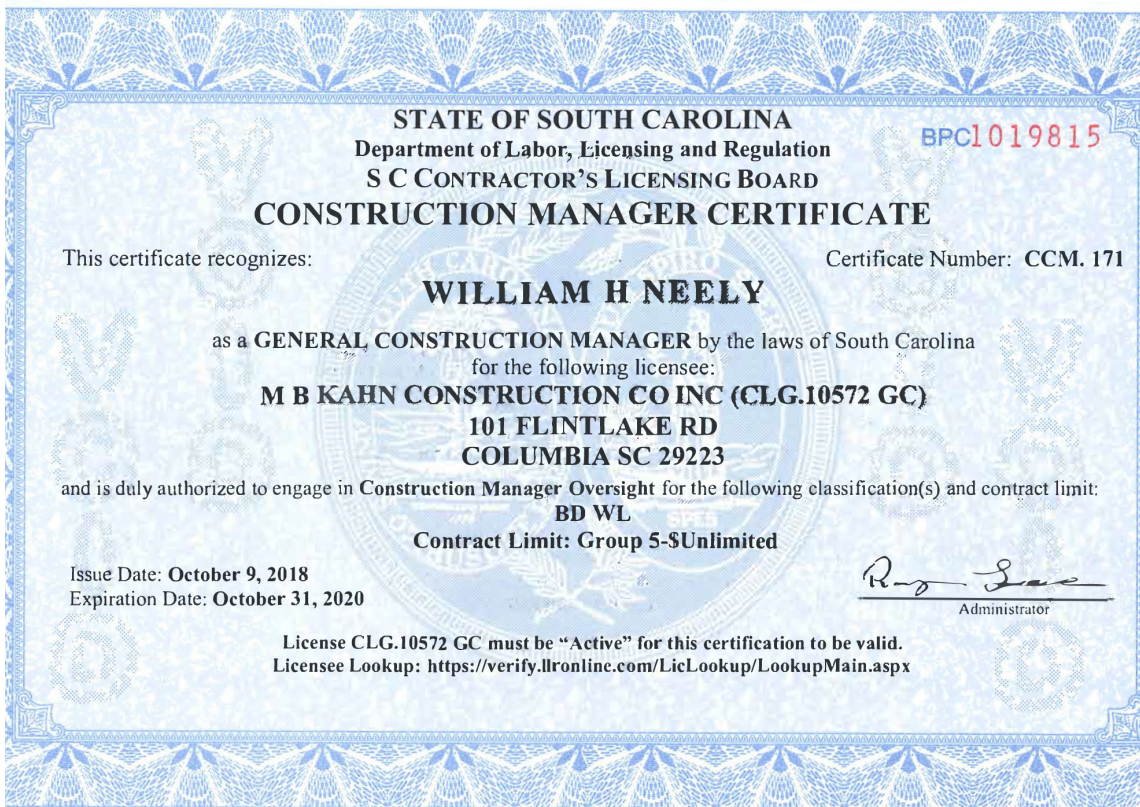 STATE OF SOUTH CAROLINA
Department of Labor, Licensing and Regulation
BPC1019815
S C CONTRACTOR'S LICENSING BOARD
CONSTRUCTION MANAGER CERTIFICATE
This certificate recognizes:
Certificate Number: CCM. 171
WILLIAM H NEELY
as a GENERAL CONSTRUCTION MANAGER by the laws of South Carolina
for the following licensee:
M B KAHN CONSTRUCTION CO INC (CLG.10572 GC)
101 FLINTLAKE RD
COLUMBIA SC 29223
and is duly authorized to engage in Construction Manager Oversight for the following classification(s) and contract limit:
BD WL
Contract Limit: Group 5-$Unlimited
Issue Date: October 9, 2018
Expiration Date: October 31, 2020
Administrator
License CLG.10572 GC must be “Active” for this certification to be valid.
Licensee Lookup: https://verify.llronline.com/LicLookup/LookupMain.aspx